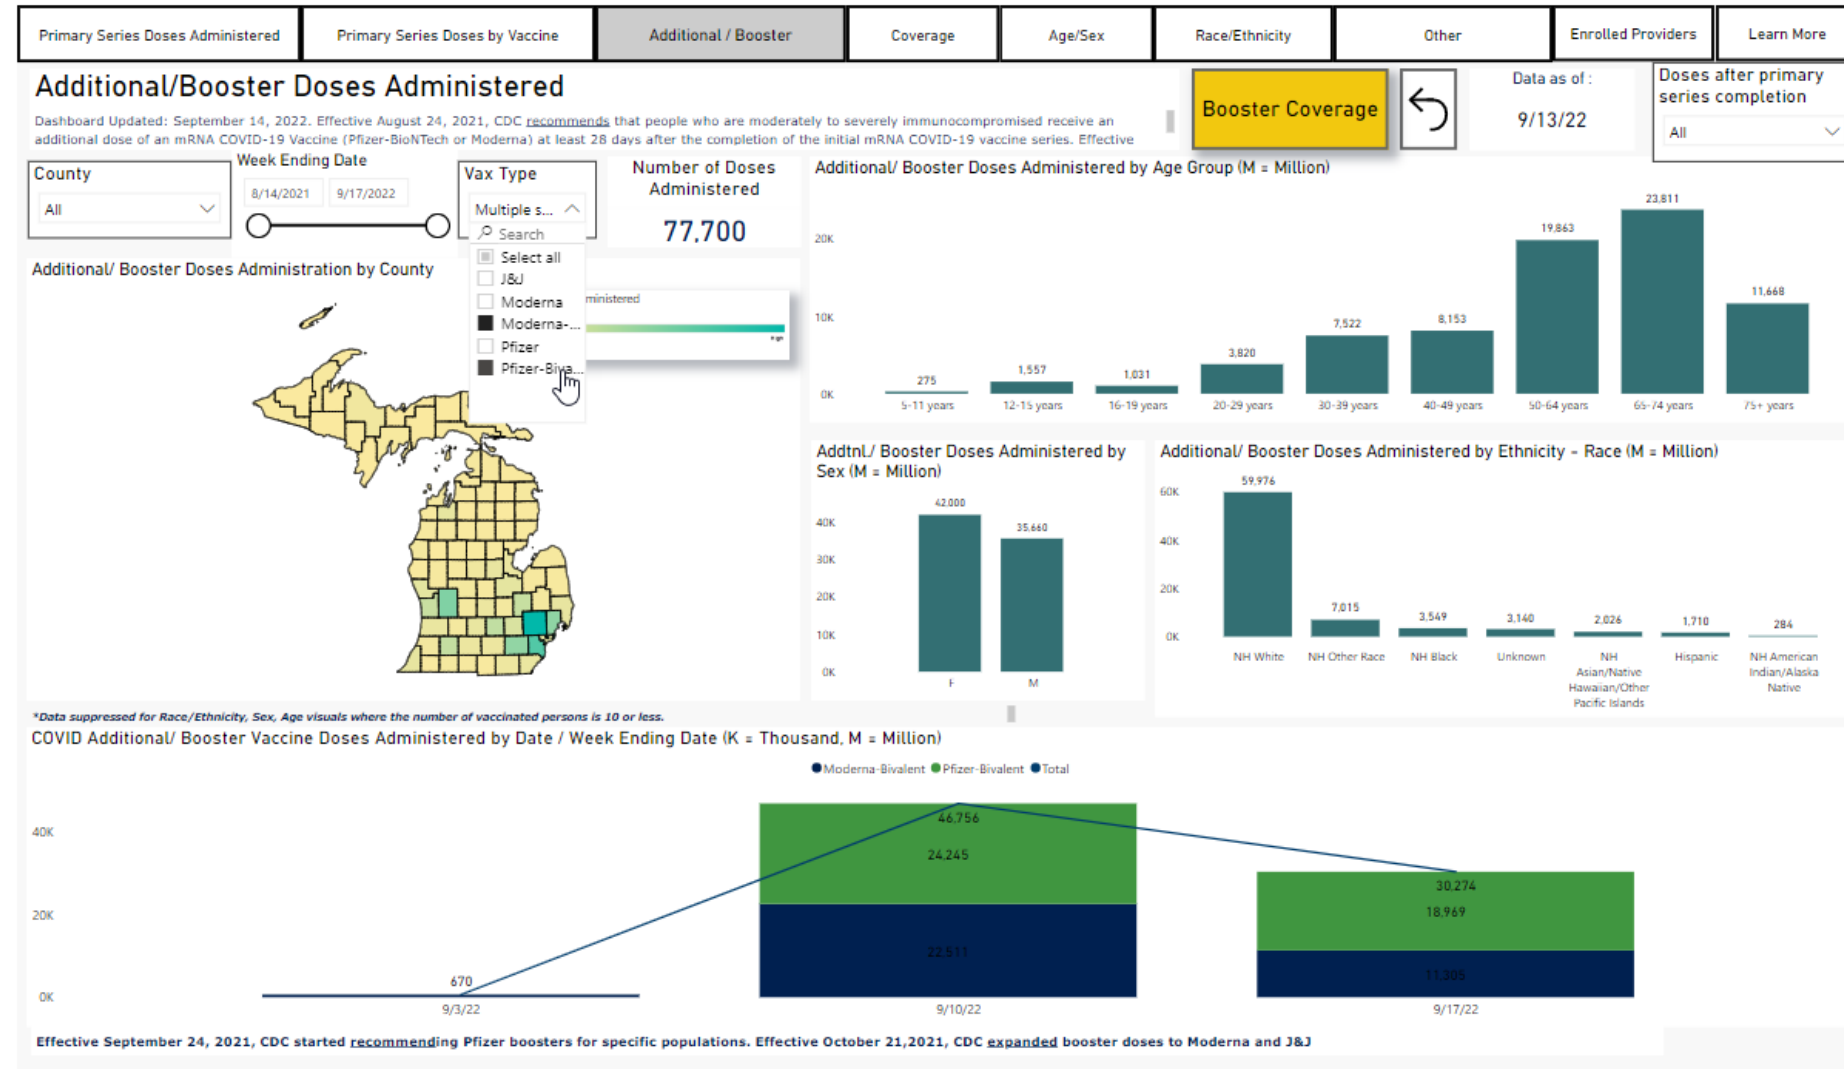 Primary Series Doses Administered
Primary Series Doses by Vaccine
Additional / Booster
Coverage
Age/Sex
Race/Ethnicity
Other
Enrolled Providers
Learn More
Additional/Booster Doses Administered
Dashboard Updated: September 14, 2022. Effective August 24, 2021, CDC recommends that people who are moderately to severely immunocompromised receive an
additional dose of an mRNA COVID-19 Vaccine (Pfizer-BioNTech or Moderna) at least 28 days after the completion of the initial mRNA COVID-19 vaccine series. Effective
Booster Coverage
Data as of :
9/13/22
Doses after primary
series completion
All
County
All
Week Ending Date
8/14/2021
9/17/2022
Vax Type
Multiple s...
Search
Select all
J&J
Moderna
Moderna-...
Pfizer
Pfizer-Biva...
Number of Doses
Administered
77,700
Additional/ Booster Doses Administration by County
ministered
Additional/ Booster Doses Administered by Age Group (M = Million)
20K
10K
0K
275
1,557
1,031
3,820
7,522
8,153
19,863
23,811
11,668
5-11 years
12-15 years
16-19 years
20-29 years
30-39 years
40-49 years
50-64 years
65-74 years
75+ years
Addtnl./ Booster Doses Administered by
Sex (M = Million)
40K
30K
20K
10K
0K
42,000
35,660
F
M
Additional/ Booster Doses Administered by Ethnicity - Race (M = Million)
60K
40K
20K
0K
59,976
7,015
3,549
3,140
2,026
1,710
284
NH White
NH Other Race
NH Black
Unknown
NH
Asian/Native
Hawaiian/Other
Pacific Islands
Hispanic
NH American
Indian/Alaska
Native
*Data suppressed for Race/Ethnicity, Sex, Age visuals where the number of vaccinated persons is 10 or less.
COVID Additional/ Booster Vaccine Doses Administered by Date / Week Ending Date (K = Thousand, M = Million)
Moderna-Bivalent
Pfizer-Bivalent
Total
40K
20K
0K
670
46,756
24,245
22,511
30,274
18,969
11,305
9/3/22
9/10/22
9/17/22
Effective September 24, 2021, CDC started recommending Pfizer boosters for specific populations. Effective October 21,2021, CDC expanded booster doses to Moderna and J&J